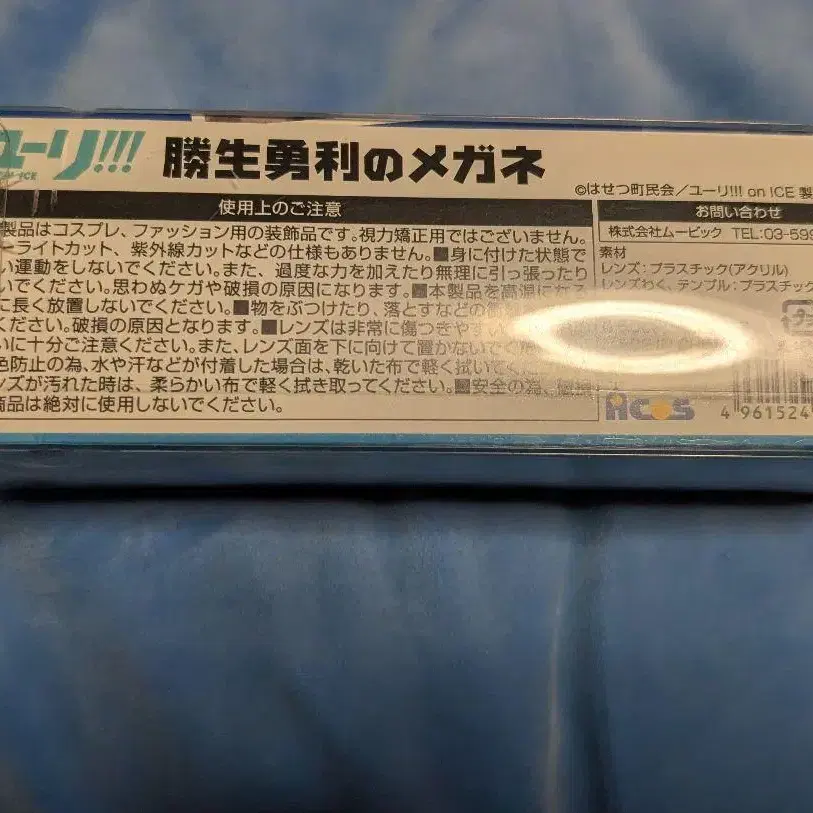 ユーリ!!!
ON ICE
勝生勇利のメガネ
©はせつ町民会/ユーリ!!! on ICE 製
使用上のご注意
製品はコスプレ、ファッション用の装飾品です。視力矯正用ではございません。
ーライトカット、紫外線カットなどの仕様もありません。■身に付けた状態で
い運動をしないでください。また、過度な力を加えたり無理に引っ張ったり
いでください。思わぬケガや破損の原因になります。■本製品を高温になる
に長く放置しないでください。■物をぶつけたり、落とすなどの
ください。破損の原因となります。■レンズは非常に傷つきやすい
いに十分ご注意ください。また、レンズ面を下に向けて置かないで
色防止の為、水や汗などが付着した場合は、乾いた布で軽く拭いて
ンズが汚れた時は、柔らかい布で軽く拭き取ってください。■安全の為、
商品は絶対に使用しないでください。
お問い合わせ
株式会社ムービック TEL:03-599
素材
レンズ:プラスチック(アクリル)
レンズわく、テンプル:プラスチック
ACOS
4 961524